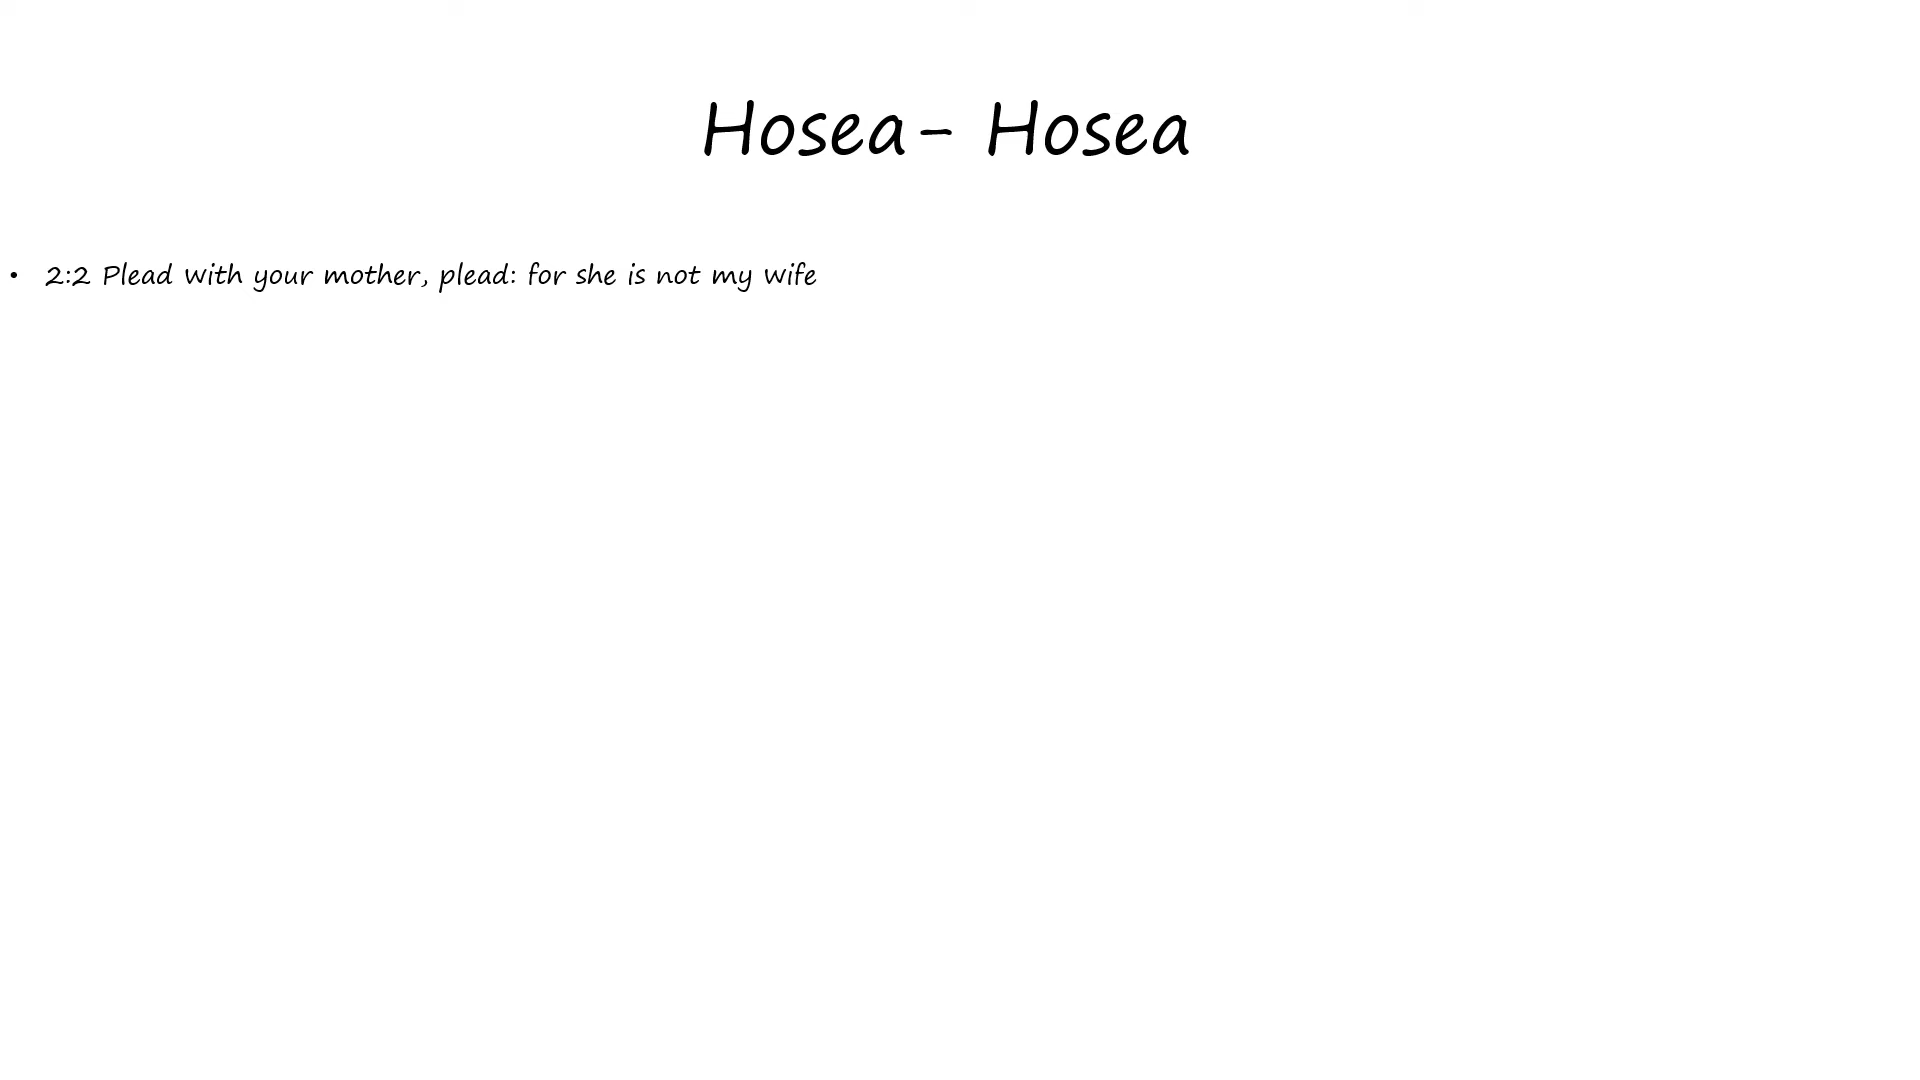 Hosea- Hosea
• 2:2 Plead with your mother, plead: for she is not my wife